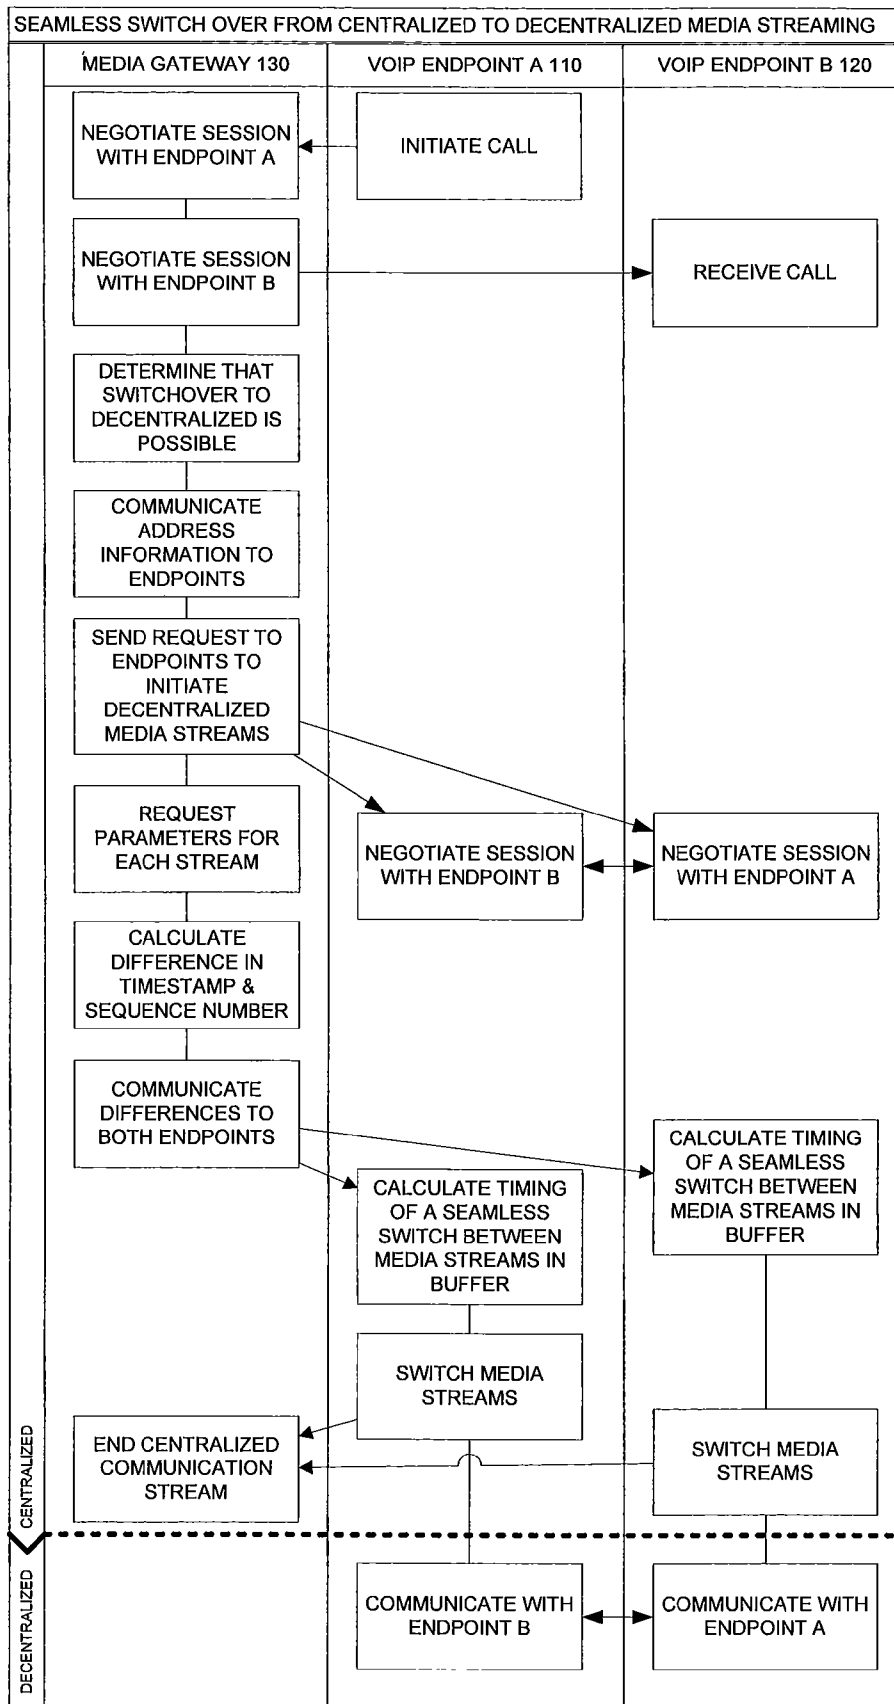 SEAMLESS SWITCH OVER FROM CENTRALIZED TO DECENTRALIZED MEDIA STREAMING
MEDIA GATEWAY 130
VOIP ENDPOINT A 110
VOIP ENDPOINT B 120
NEGOTIATE SESSION
WITH ENDPOINT A
INITIATE CALL
NEGOTIATE SESSION
WITH ENDPOINT B
RECEIVE CALL
DETERMINE THAT
SWITCHOVER TO
DECENTRALIZED IS
POSSIBLE
COMMUNICATE
ADDRESS
INFORMATION TO
ENDPOINTS
SEND REQUEST TO
ENDPOINTS TO
INITIATE
DECENTRALIZED
MEDIA STREAMS
REQUEST
PARAMETERS FOR
EACH STREAM
NEGOTIATE SESSION
WITH ENDPOINT B
NEGOTIATE SESSION
WITH ENDPOINT A
CALCULATE
DIFFERENCE IN
TIMESTAMP &
SEQUENCE NUMBER
COMMUNICATE
DIFFERENCES TO
BOTH ENDPOINTS
CALCULATE TIMING
OF A SEAMLESS
SWITCH BETWEEN
MEDIA STREAMS IN
BUFFER
CALCULATE TIMING
OF A SEAMLESS
SWITCH BETWEEN
MEDIA STREAMS IN
BUFFER
SWITCH MEDIA
STREAMS
END CENTRALIZED
COMMUNICATION
STREAM
SWITCH MEDIA
STREAMS
CENTRALIZED
DECENTRALIZED
COMMUNICATE WITH
ENDPOINT B
COMMUNICATE WITH
ENDPOINT A